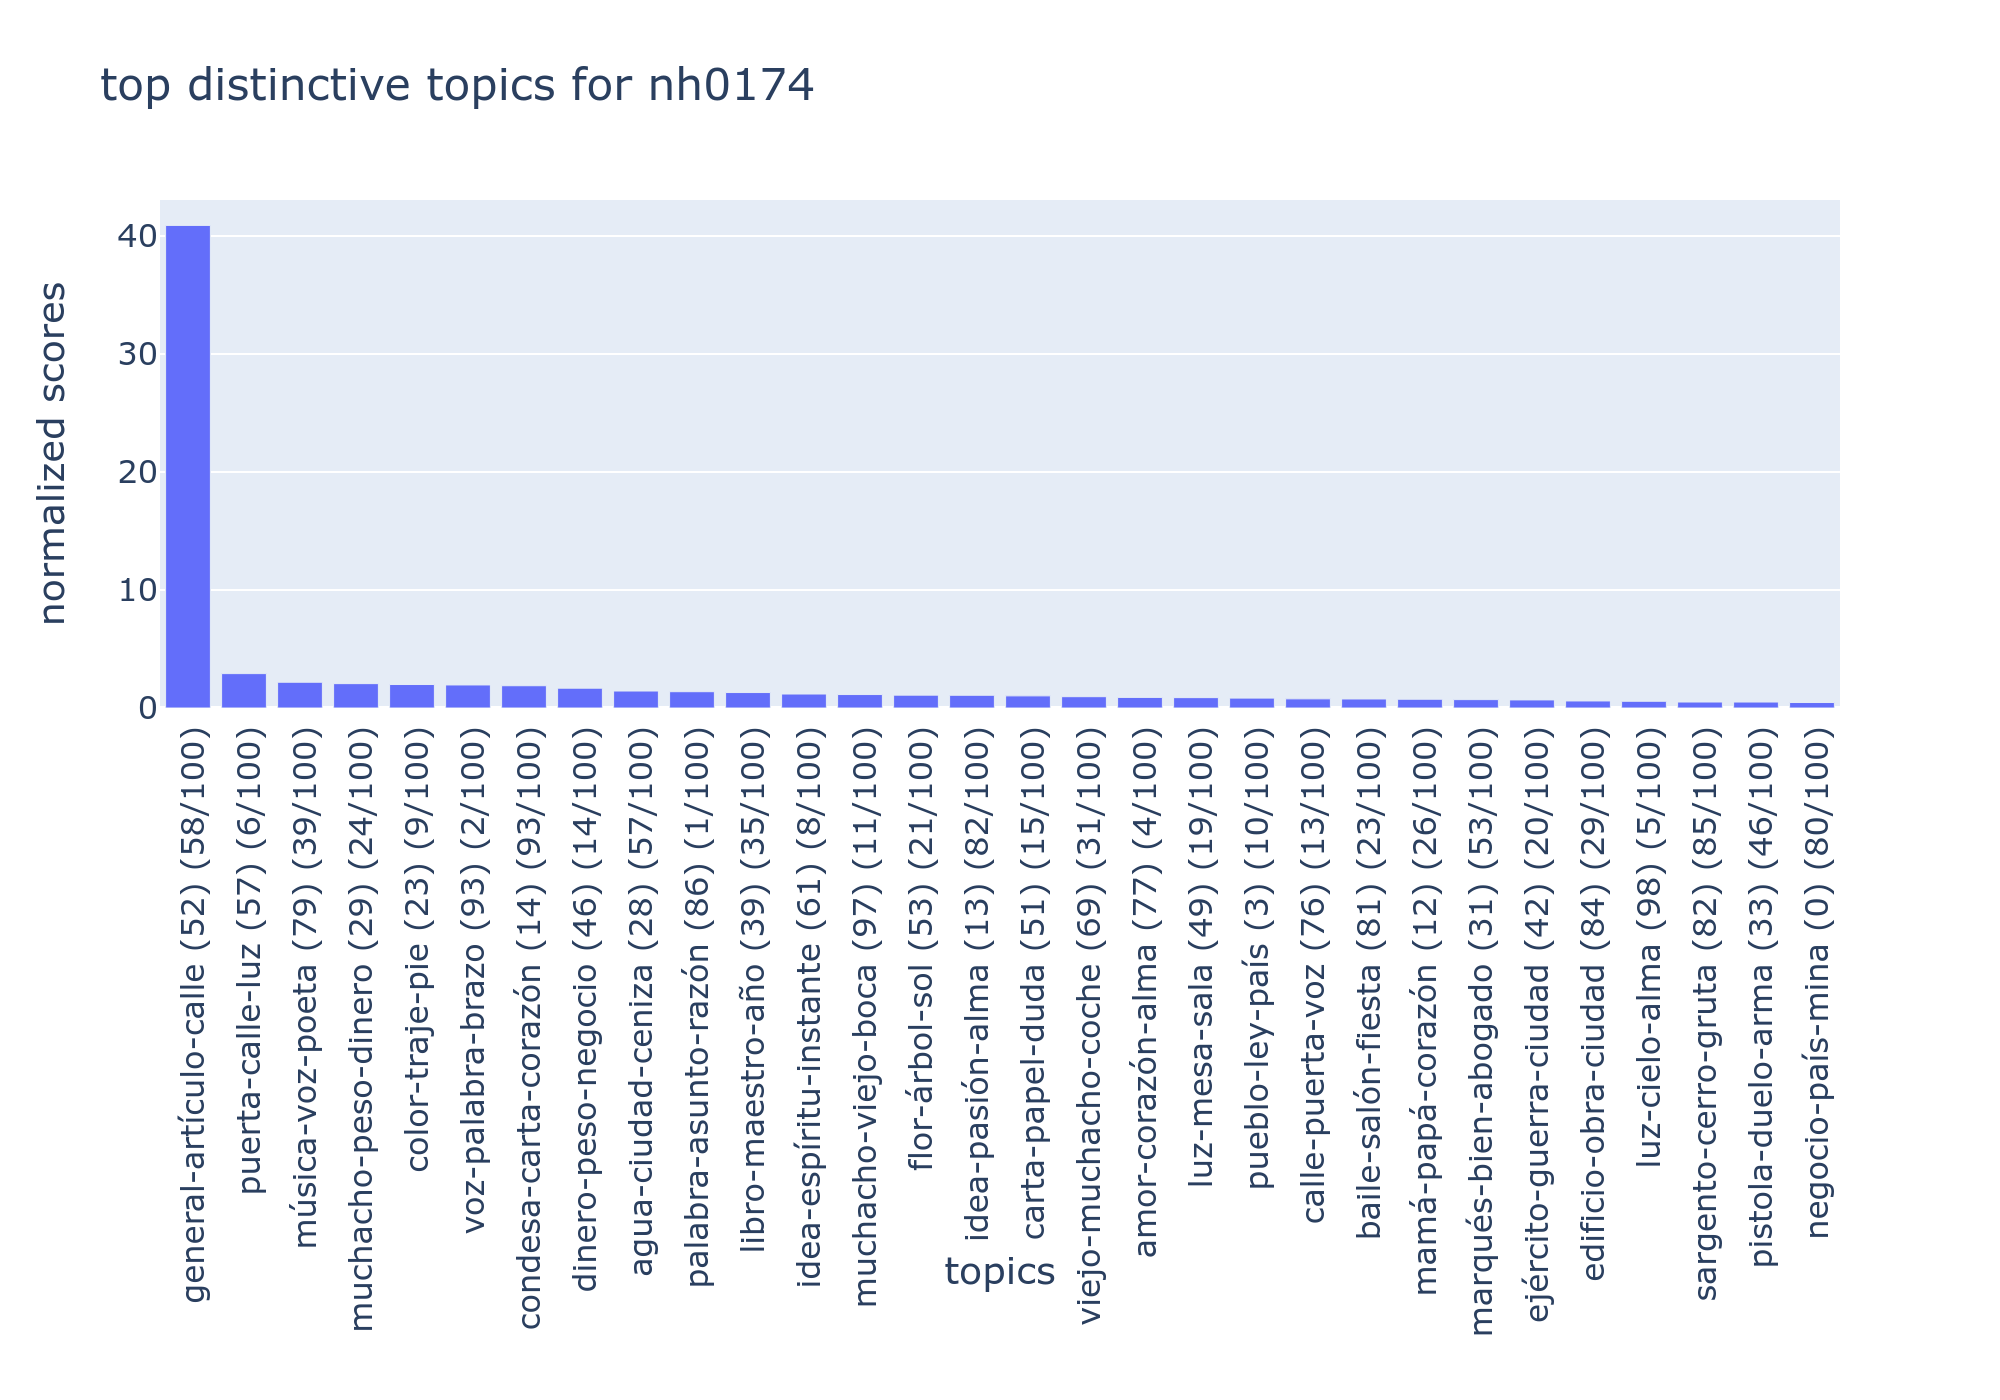 top distinctive topics for nh0174
normalized scores
40
30
20
10
0
general-artículo-calle (52) (58/100)
puerta-calle-luz (57) (6/100)
música-voz-poeta (79) (39/100)
muchacho-peso-dinero (29) (24/100)
color-traje-pie (23) (9/100)
voz-palabra-brazo (93) (2/100)
condesa-carta-corazón (14) (93/100)
dinero-peso-negocio (46) (14/100)
agua-ciudad-ceniza (28) (57/100)
palabra-asunto-razón (86) (1/100)
libro-maestro-año (39) (35/100)
idea-espíritu-instante (61) (8/100)
muchacho-viejo-boca (97) (11/100)
flor-árbol-sol (53) (21/100)
idea-pasión-alma (13) (82/100)
carta-papel-duda (51) (15/100)
viejo-muchacho-coche (69) (31/100)
amor-corazón-alma (77) (4/100)
luz-mesa-sala (49) (19/100)
pueblo-ley-país (3) (10/100)
calle-puerta-voz (76) (13/100)
baile-salón-fiesta (81) (23/100)
mamá-papá-corazón (12) (26/100)
marqués-bien-abogado (31) (53/100)
ejército-guerra-ciudad (42) (20/100)
edificio-obra-ciudad (84) (29/100)
luz-cielo-alma (98) (5/100)
sargento-cerro-gruta (82) (85/100)
pistola-duelo-arma (33) (46/100)
negocio-país-mina (0) (80/100)
topics